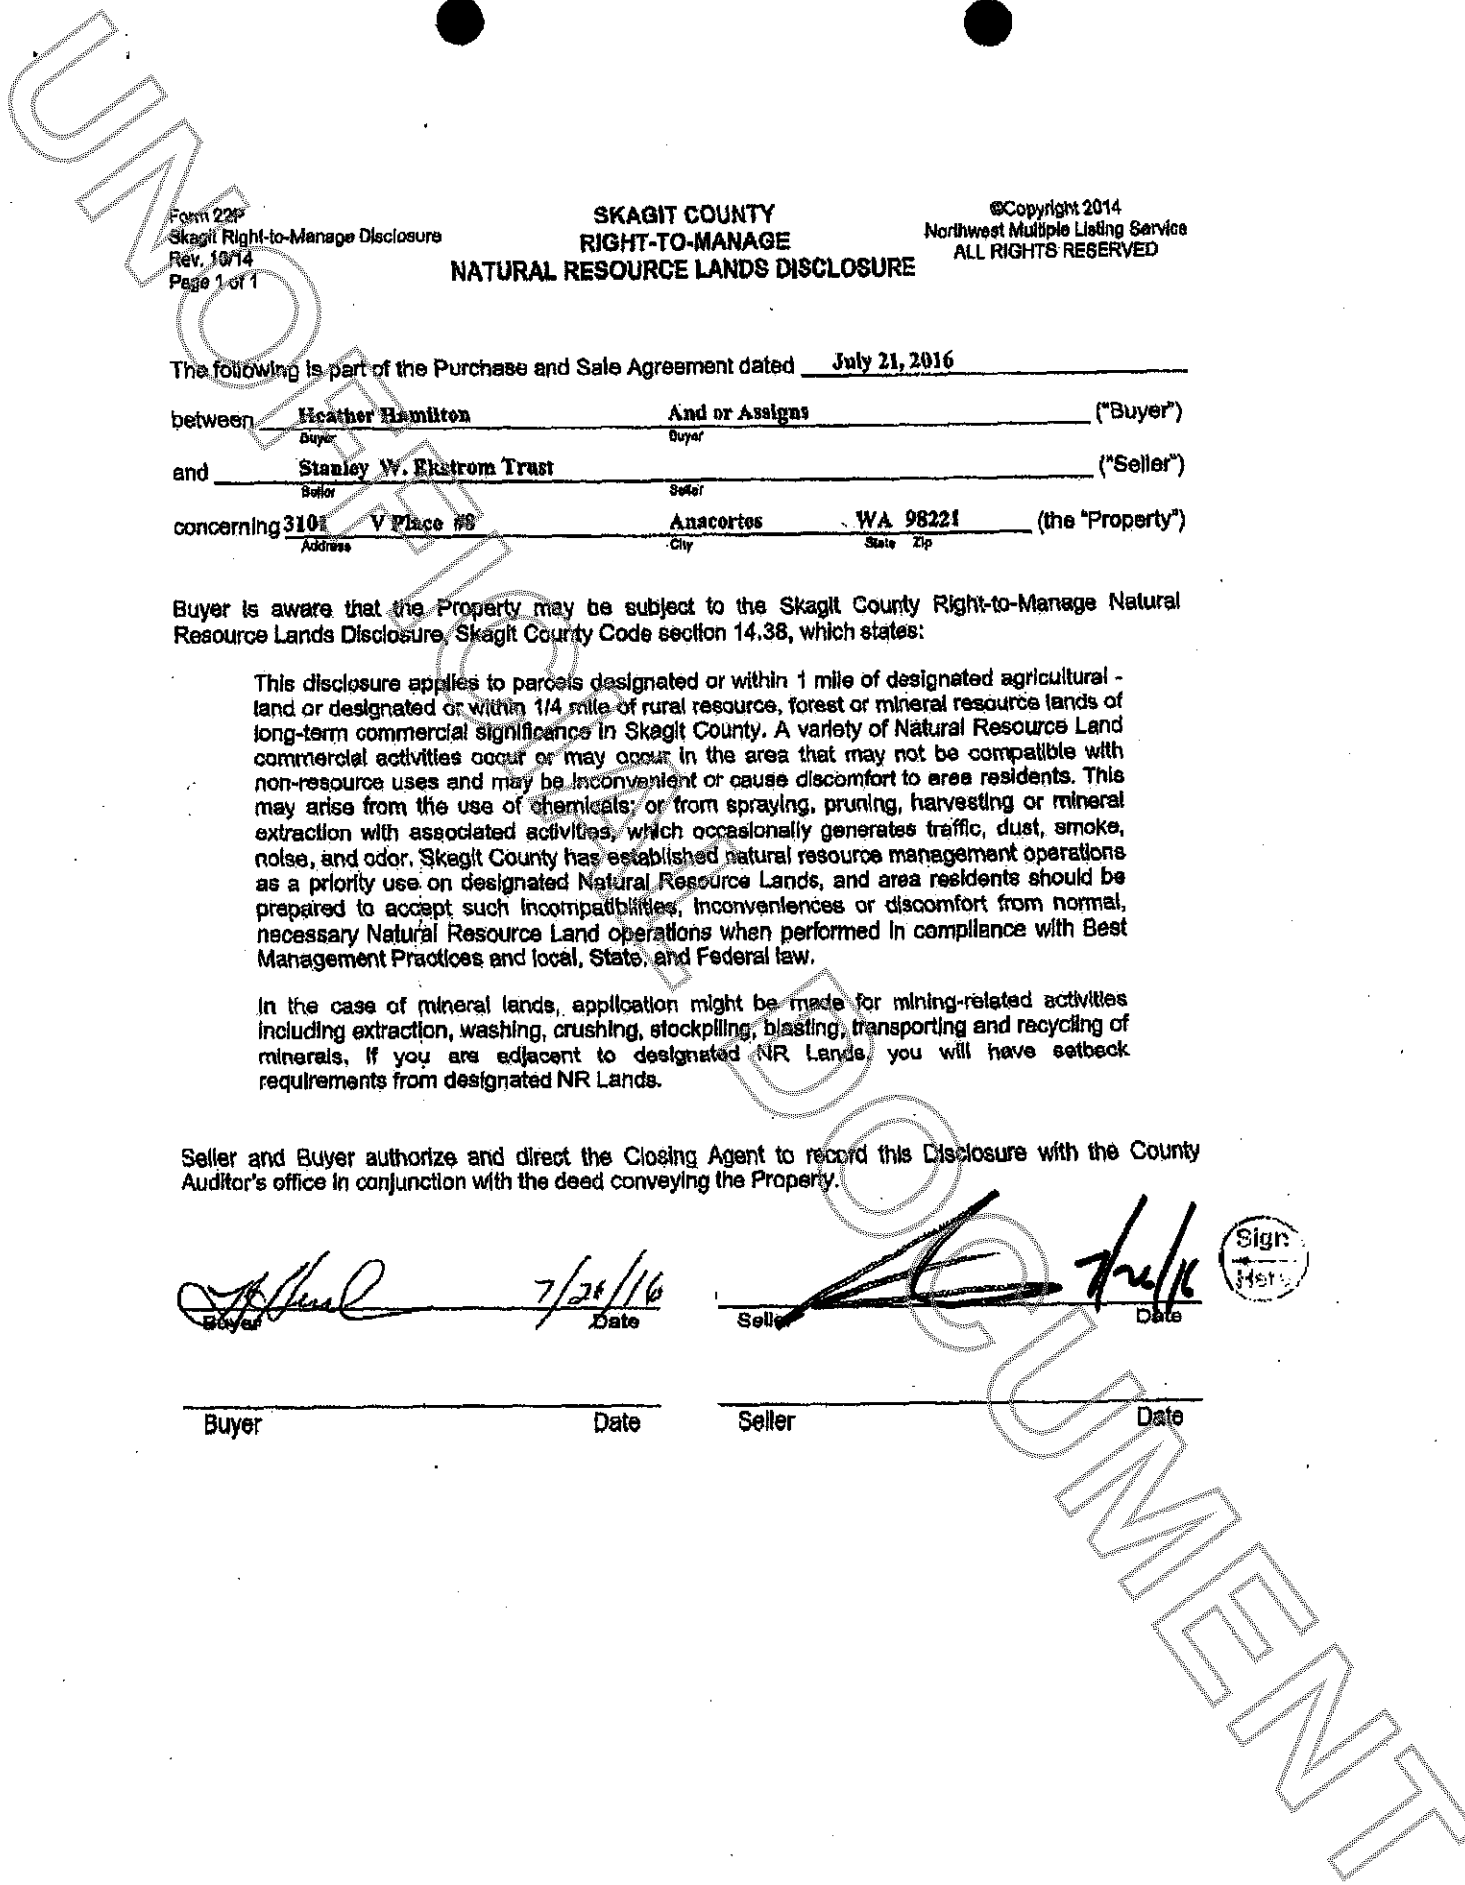 Form 22P
Skagit Right-to-Manage Disclosure
Rev. 10/14
Page 1 of 1
SKAGIT COUNTY
RIGHT-TO-MANAGE
NATURAL RESOURCE LANDS DISCLOSURE
©Copyright 2014
Northwest Multiple Listing Service
ALL RIGHTS RESERVED
The following is part of the Purchase and Sale Agreement dated July 21, 2016
between Heather Hamilton And or Assigns ("Buyer")
Buyer Buyer
and Stanley W. Ekstrom Trust ("Seller")
Seller Seller
concerning 3101 V Place #8 Anacortes WA 98221 (the "Property")
Address City State Zip
Buyer is aware that the Property may be subject to the Skagit County Right-to-Manage Natural
Resource Lands Disclosure, Skagit County Code section 14.38, which states:
This disclosure applies to parcels designated or within 1 mile of designated agricultural -
land or designated or within 1/4 mile of rural resource, forest or mineral resource lands of
long-term commercial significance in Skagit County. A variety of Natural Resource Land
commercial activities occur or may occur in the area that may not be compatible with
non-resource uses and may be inconvenient or cause discomfort to area residents. This
may arise from the use of chemicals; or from spraying, pruning, harvesting or mineral
extraction with associated activities, which occasionally generates traffic, dust, smoke,
noise, and odor. Skagit County has established natural resource management operations
as a priority use on designated Natural Resource Lands, and area residents should be
prepared to accept such incompatibilities, inconveniences or discomfort from normal,
necessary Natural Resource Land operations when performed in compliance with Best
Management Practices and local, State, and Federal law.
In the case of mineral lands, application might be made for mining-related activities
including extraction, washing, crushing, stockpiling, blasting, transporting and recycling of
minerals. If you are adjacent to designated NR Lands, you will have setback
requirements from designated NR Lands.
Seller and Buyer authorize and direct the Closing Agent to record this Disclosure with the County
Auditor's office in conjunction with the deed conveying the Property.
Sign
Here
Buyer Date Seller Date
Buyer Date Seller Date
UNOFFICIAL DOCUMENT